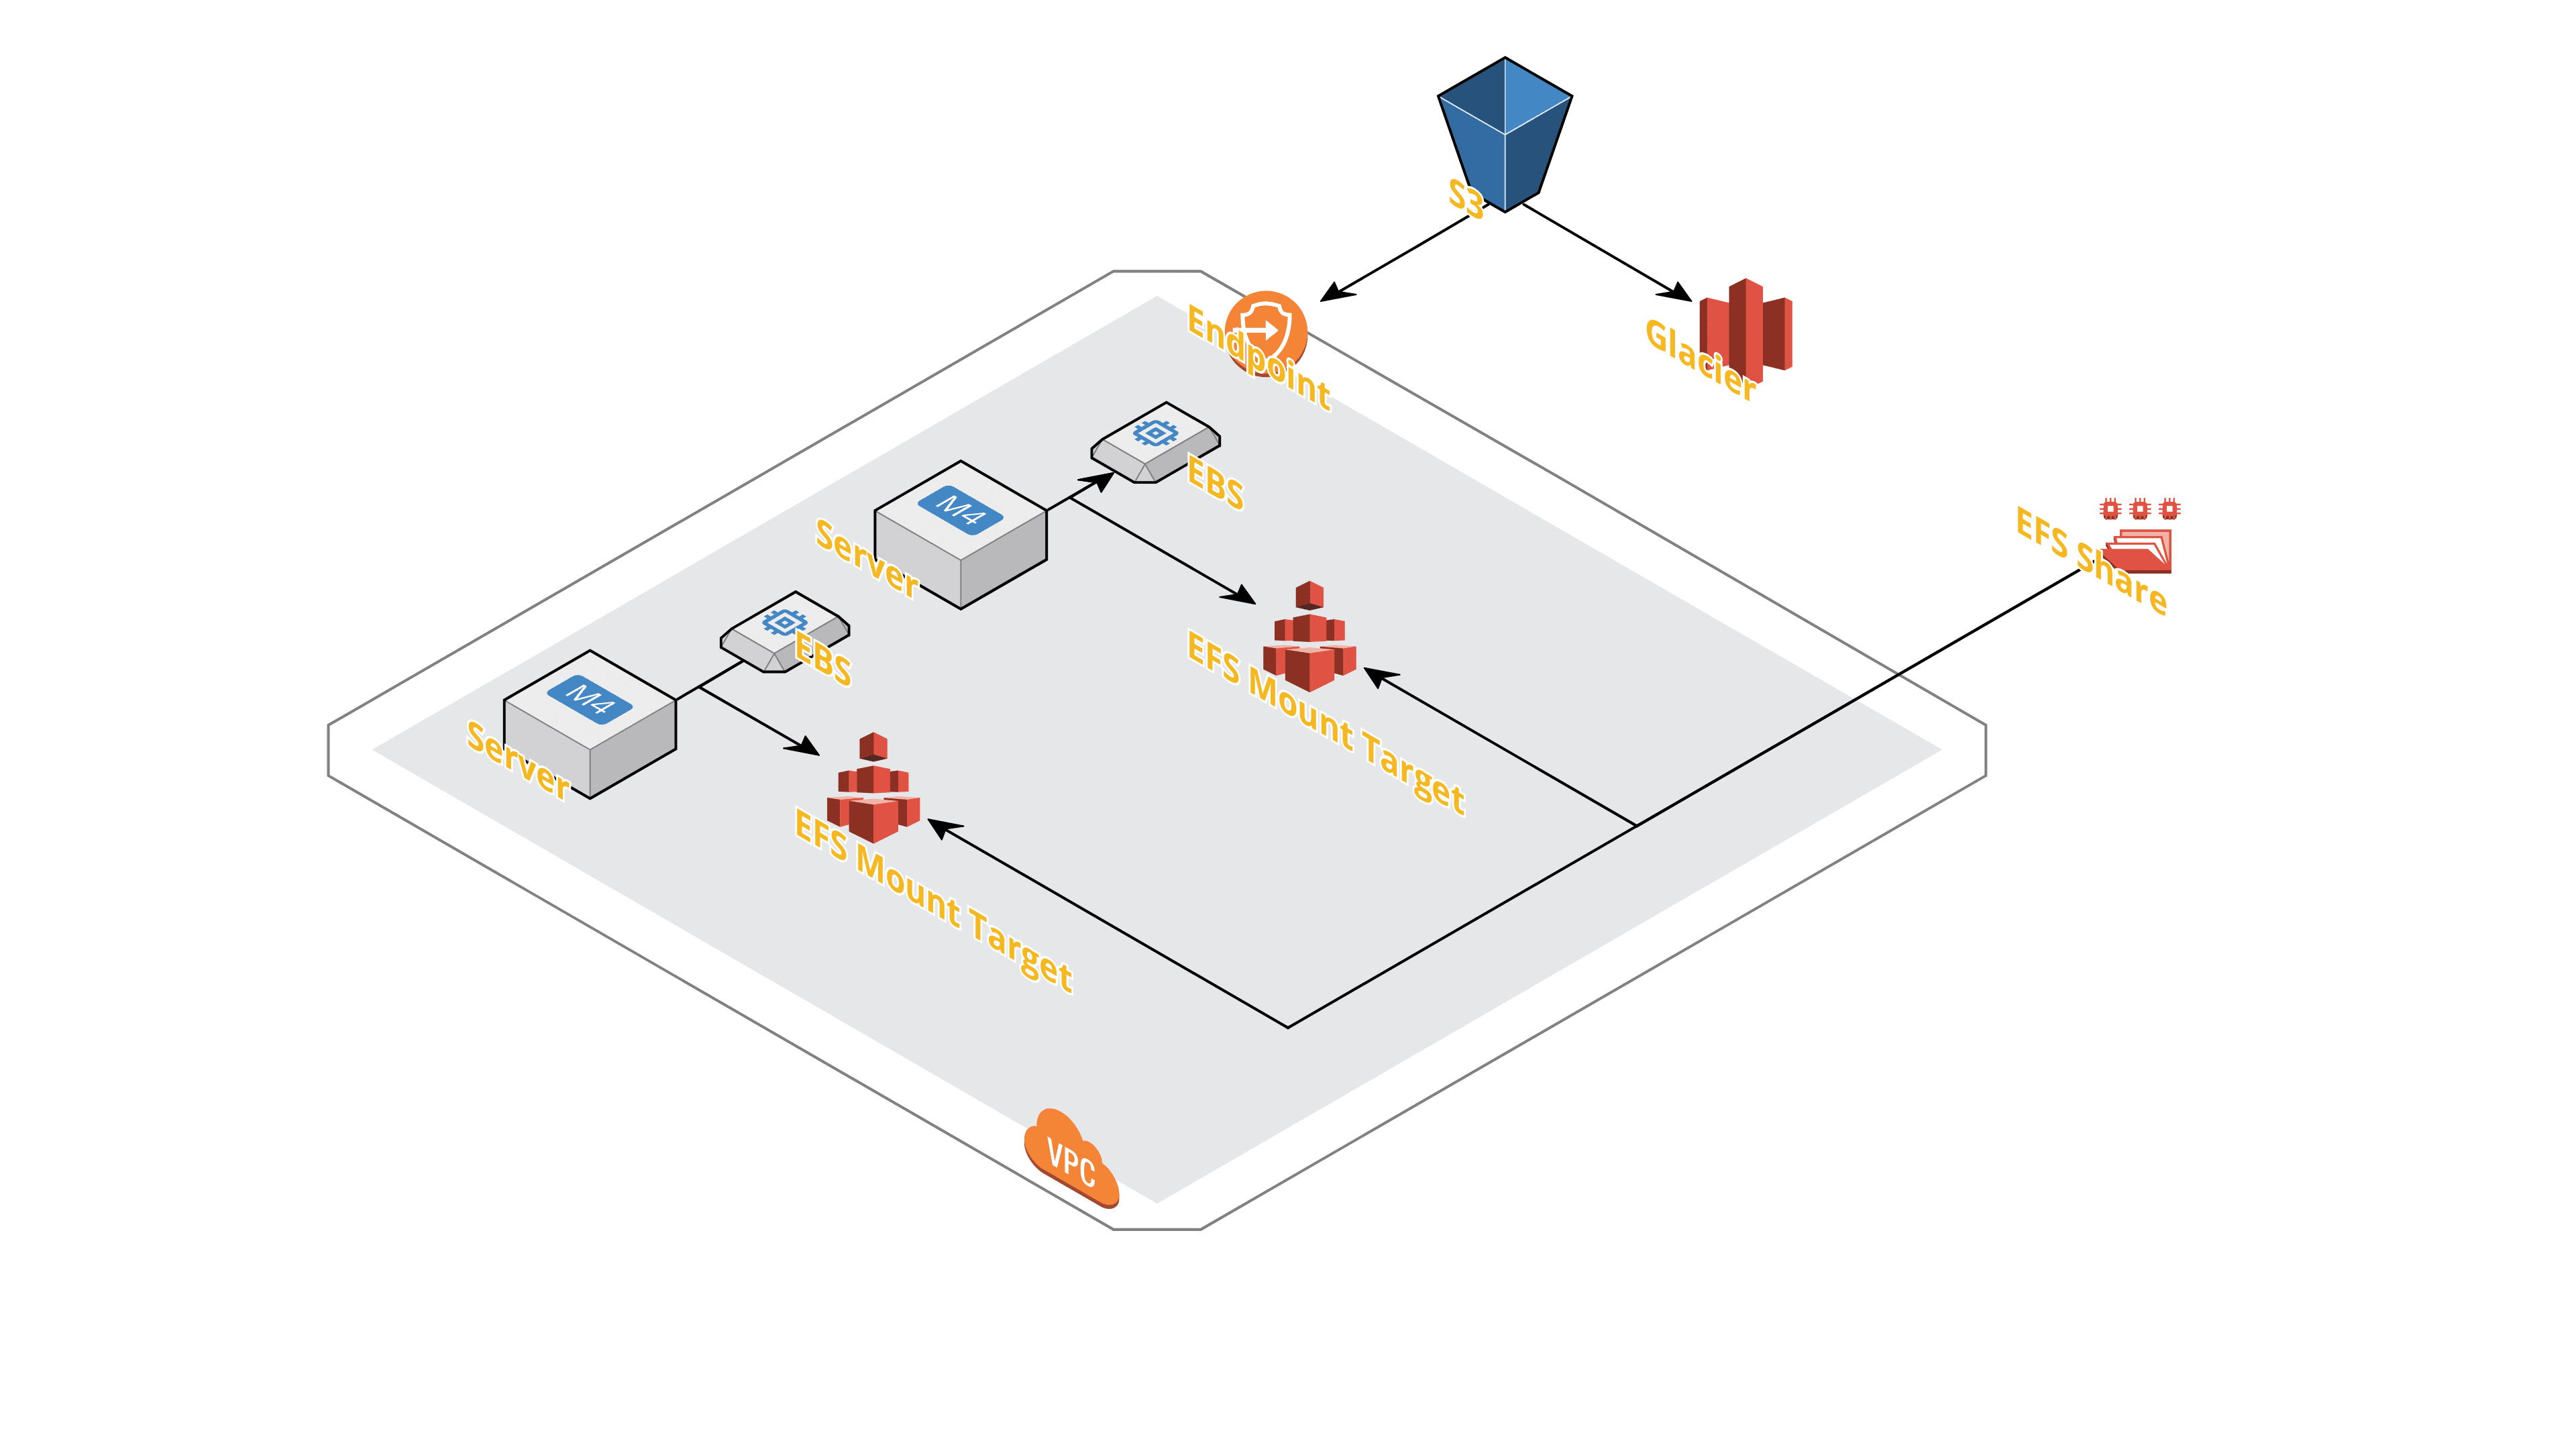 S3
Endpoint
Glacier
EBS
M4
Server
EFS Share
EBS
M4
Server
EFS Mount Target
EFS Mount Target
VPC